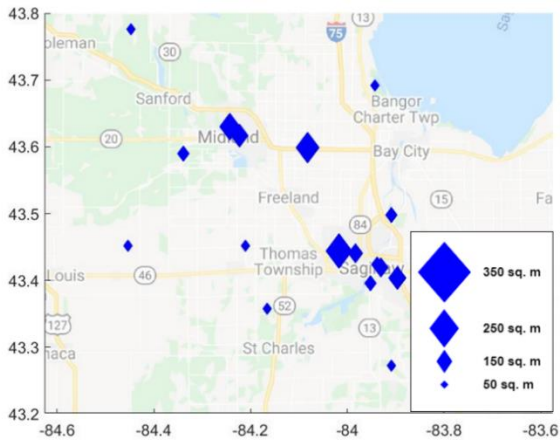 43.8
13
75
oleman
30
Sanford
Bangor
Charter Twp
43.7
20
Bay City
43.6
Freeland
15
Fa
43.5
84
Thomas
Township
Louis
46
43.4
350 sq. m
52
13
127
250 sq. m
haca
St Charles
43.3
150 sq. m
50 sq. m
43.2
-84.6
-84.4
-84.2
-84
-83.8
-83.6